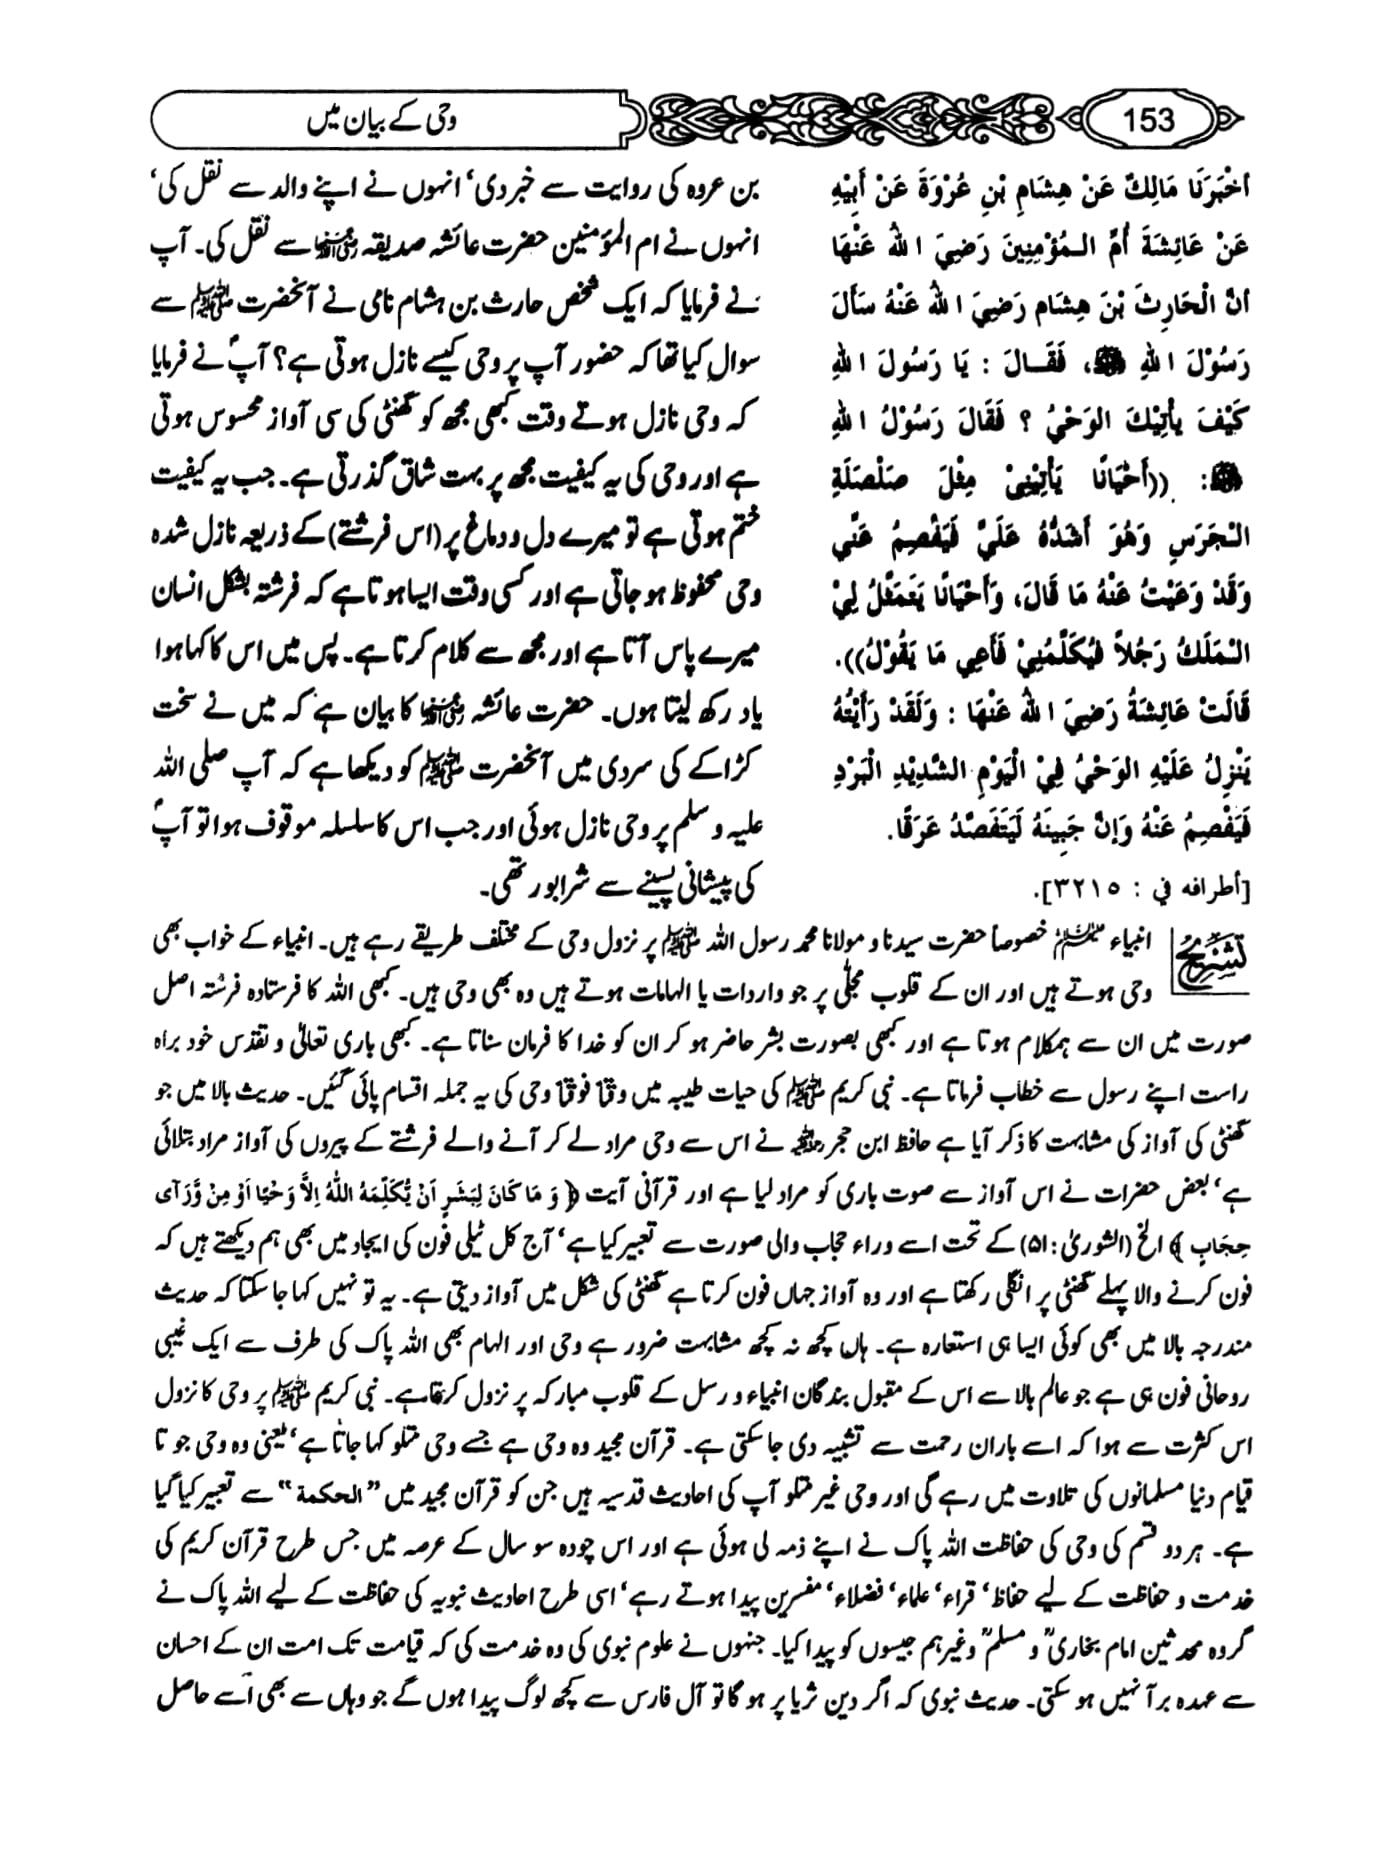 153
وحی کے بیان میں
أَخْبَرَنَا مَالِكٌ عَنْ هِشَامِ بْنِ عُرْوَةَ عَنْ أَبِيْهِ
عَنْ عَائِشَةَ أُمِّ الـمُؤْمِنِينَ رَضِيَ اللهُ عَنْهَا
أَنَّ الْحَارِثَ بْنَ هِشَامٍ رَضِيَ اللهُ عَنْهُ سَأَلَ
رَسُوْلَ اللهِ ﷺ، فَقَـالَ : يَا رَسُولَ اللهِ
كَيْفَ يَأْتِيْكَ الوَحْيُ ؟ فَقَالَ رَسُوْلُ اللهِ
ﷺ: ((أَحْيَانًا يَأْتِيْنِيْ مِثْلَ صَلْصَلَةِ
الْـجَرَسِ وَهُوَ أَشَدُّهُ عَلَيَّ فَيَفْصِمُ عَنِّي
وَقَدْ وَعَيْتُ عَنْهُ مَا قَالَ، وَأَحْيَانًا يَتَمَثَّلُ لِيْ
الْـمَلَكُ رَجُلاً فَيُكَلِّمُنِيْ فَأَعِي مَا يَقُوْلُ)).
قَالَتْ عَائِشَةُ رَضِيَ اللهُ عَنْهَا : وَلَقَدْ رَأَيْتُهُ
يَنْزِلُ عَلَيْهِ الوَحْيُ فِيْ الْيَوْمِ الشَّدِيْدِ الْبَرْدِ
فَيَفْصِمُ عَنْهُ وَإِنَّ جَبِيْنَهُ لَيَتَفَصَّدُ عَرَقًا.
[أطرافه في : ٣٢١٥].
بن عروہ کی روایت سے خبر دی‘ انہوں نے اپنے والد سے نقل کی‘
انہوں نے ام المؤمنین حضرت عائشہ صدیقہ رضی اللہ عنہا سے نقل کی۔ آپ
نے فرمایا کہ ایک شخص حارث بن ہشام نامی نے آنحضرت ﷺ سے
سوال کیا تھا کہ حضور آپ پر وحی کیسے نازل ہوتی ہے؟ آپؐ نے فرمایا
کہ وحی نازل ہوتے وقت کبھی مجھ کو گھنٹی کی سی آواز محسوس ہوتی
ہے اور وحی کی یہ کیفیت مجھ پر بہت شاق گذرتی ہے۔ جب یہ کیفیت
ختم ہوتی ہے تو میرے دل و دماغ پر (اس فرشتے) کے ذریعہ نازل شدہ
وحی محفوظ ہو جاتی ہے اور کسی وقت ایسا ہوتا ہے کہ فرشتہ بشکل انسان
میرے پاس آتا ہے اور مجھ سے کلام کرتا ہے۔ پس میں اس کا کہا ہوا
یاد رکھ لیتا ہوں۔ حضرت عائشہ رضی اللہ عنہا کا بیان ہے کہ میں نے سخت
کڑاکے کی سردی میں آنحضرت ﷺ کو دیکھا ہے کہ آپ صلی اللہ
علیہ وسلم پر وحی نازل ہوئی اور جب اس کا سلسلہ موقوف ہوا تو آپؐ
کی پیشانی پسینے سے شرابور تھی۔
تشریح انبیاء علیہم السلام خصوصاً حضرت سیدنا و مولانا محمد رسول اللہ ﷺ پر نزول وحی کے مختلف طریقے رہے ہیں۔ انبیاء کے خواب بھی
وحی ہوتے ہیں اور ان کے قلوب مجلّٰی پر جو واردات یا الہامات ہوتے ہیں وہ بھی وحی ہیں۔ کبھی اللہ کا فرستادہ فرشتہ اصل
صورت میں ان سے ہمکلام ہوتا ہے اور کبھی بصورت بشر حاضر ہو کر ان کو خدا کا فرمان سناتا ہے۔ کبھی باری تعالیٰ و تقدس خود براہ
راست اپنے رسول سے خطاب فرماتا ہے۔ نبی کریم ﷺ کی حیات طیبہ میں وقتاً فوقتاً وحی کی یہ جملہ اقسام پائی گئیں۔ حدیث بالا میں جو
گھنٹی کی آواز کی مشابہت کا ذکر آیا ہے حافظ ابن حجر رحمہ اللہ نے اس سے وحی مراد لے کر آنے والے فرشتے کے پیروں کی آواز مراد بتلائی
ہے‘ بعض حضرات نے اس آواز سے صوت باری کو مراد لیا ہے اور قرآنی آیت ﴿ وَ مَا كَانَ لِبَشَرٍ اَنْ يُّكَلِّمَهُ اللّٰهُ اِلاَّ وَحْيًا اَوْ مِنْ وَّرَآىِ
حِجَابٍ ﴾ الخ (الشوریٰ: ۵۱) کے تحت اسے وراء حجاب والی صورت سے تعبیر کیا ہے‘ آج کل ٹیلی فون کی ایجاد میں بھی ہم دیکھتے ہیں کہ
فون کرنے والا پہلے گھنٹی پر انگلی رکھتا ہے اور وہ آواز جہاں فون کرتا ہے گھنٹی کی شکل میں آواز دیتی ہے۔ یہ تو نہیں کہا جا سکتا کہ حدیث
مندرجہ بالا میں بھی کوئی ایسا ہی استعارہ ہے۔ ہاں کچھ نہ کچھ مشابہت ضرور ہے وحی اور الہام بھی اللہ پاک کی طرف سے ایک غیبی
روحانی فون ہی ہے جو عالم بالا سے اس کے مقبول بندگان انبیاء و رسل کے قلوب مبارکہ پر نزول کرتا ہے۔ نبی کریم ﷺ پر وحی کا نزول
اس کثرت سے ہوا کہ اسے باران رحمت سے تشبیہ دی جا سکتی ہے۔ قرآن مجید وہ وحی ہے جسے وحی متلو کہا جاتا ہے‘ یعنی وہ وحی جو تا
قیام دنیا مسلمانوں کی تلاوت میں رہے گی اور وحی غیر متلو آپ کی احادیث قدسیہ ہیں جن کو قرآن مجید میں ”الحکمة“ سے تعبیر کیا گیا
ہے۔ ہر دو قسم کی وحی کی حفاظت اللہ پاک نے اپنے ذمہ لی ہوئی ہے اور اس چودہ سو سال کے عرصہ میں جس طرح قرآن کریم کی
خدمت و حفاظت کے لیے حفاظ‘ قراء‘ علماء‘ فضلاء‘ مفسرین پیدا ہوتے رہے‘ اسی طرح احادیث نبویہ کی حفاظت کے لیے اللہ پاک نے
گروہ محدثین امام بخاریؒ و مسلمؒ وغیرہم جیسوں کو پیدا کیا۔ جنہوں نے علوم نبوی کی وہ خدمت کی کہ قیامت تک امت ان کے احسان
سے عہدہ برآ نہیں ہو سکتی۔ حدیث نبوی کہ اگر دین ثریا پر ہو گا تو آل فارس سے کچھ لوگ پیدا ہوں گے جو وہاں سے بھی اسے حاصل